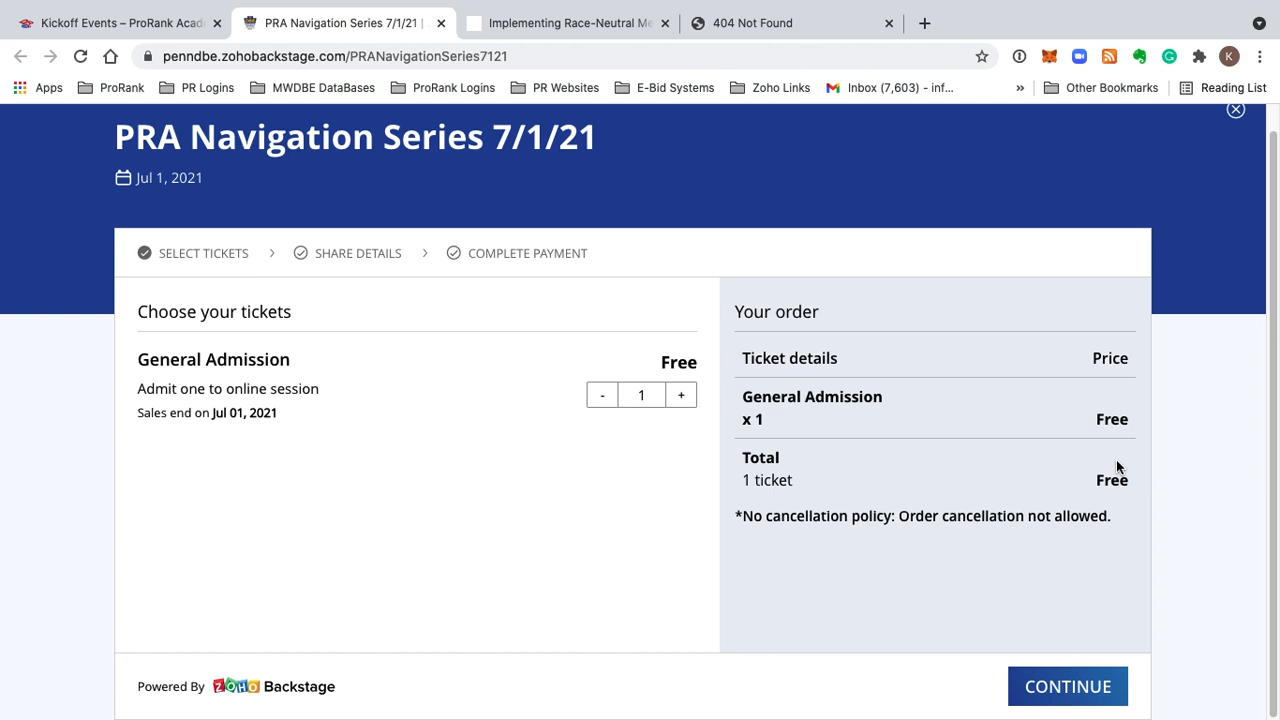 Kickoff Events – ProRank Acad
PRA Navigation Series 7/1/21 |
Implementing Race-Neutral Me
404 Not Found
penndbe.zohobackstage.com/PRANavigationSeries7121
K
Apps
ProRank
PR Logins
MWDBE DataBases
ProRank Logins
PR Websites
E-Bid Systems
Zoho Links
Inbox (7,603) - inf...
»
Other Bookmarks
Reading List
PRA Navigation Series 7/1/21
Jul 1, 2021
SELECT TICKETS > SHARE DETAILS > COMPLETE PAYMENT
Choose your tickets
General Admission
Free
Admit one to online session
- 1 +
Sales end on Jul 01, 2021
Your order
Ticket details Price
General Admission
x 1 Free
Total
1 ticket Free
*No cancellation policy: Order cancellation not allowed.
Powered By ZOHO Backstage
CONTINUE